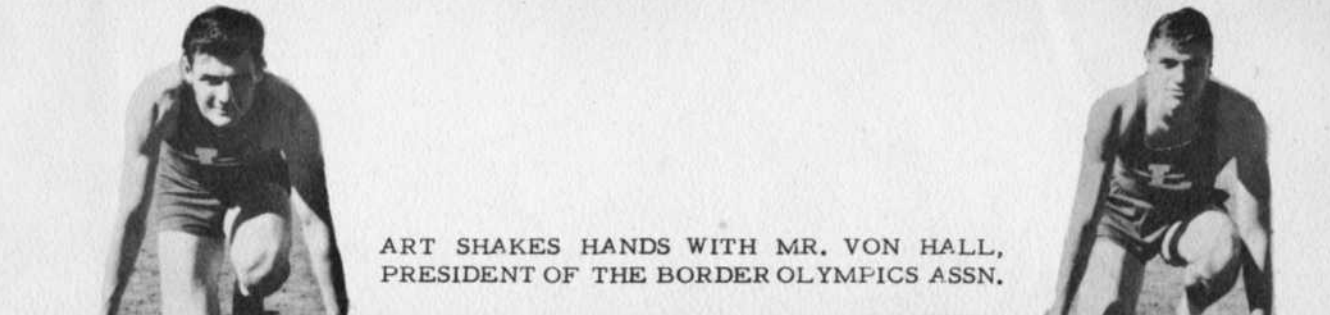 L
L
ART SHAKES HANDS WITH MR. VON HALL,
PRESIDENT OF THE BORDER OLYMPICS ASSN.